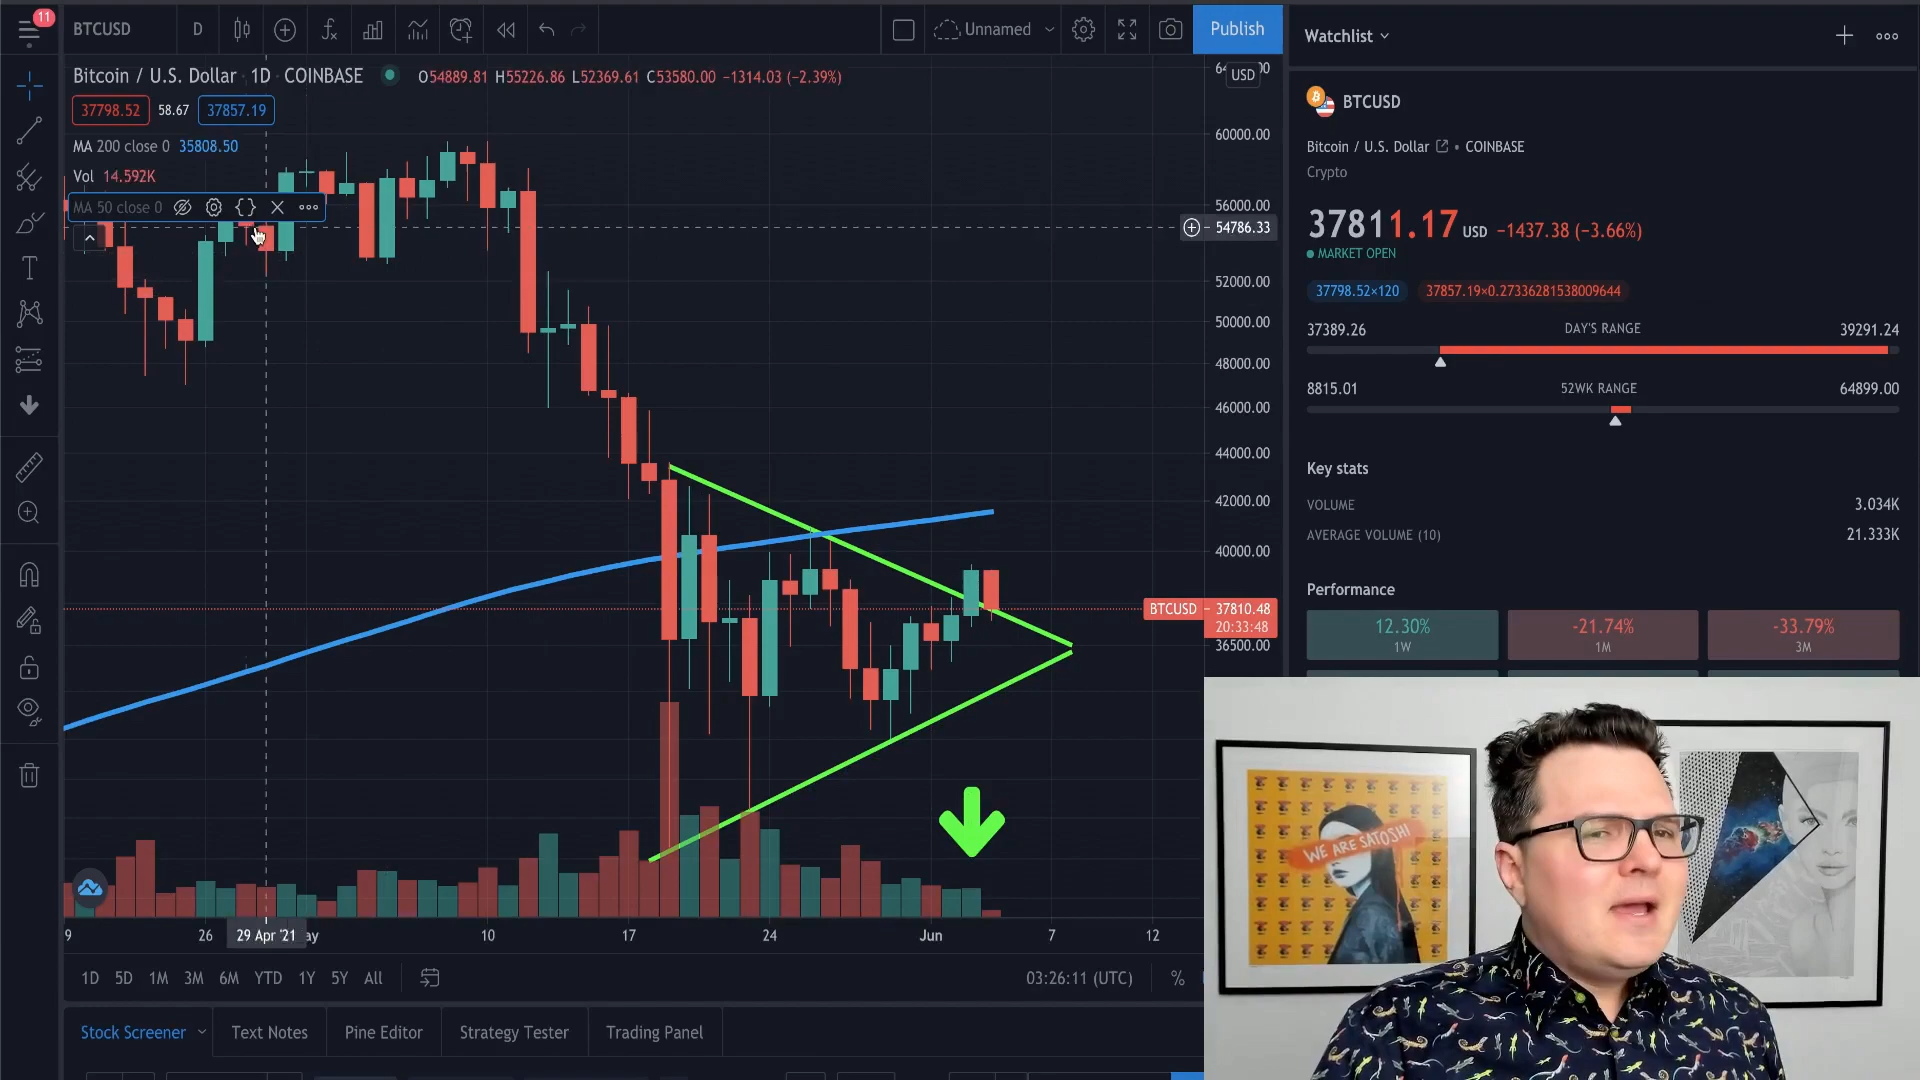 11
BTCUSD
D
Unnamed
Publish
Watchlist
Bitcoin / U.S. Dollar · 1D · COINBASE
O54889.81 H55226.86 L52369.61 C53580.00 −1314.03 (−2.39%)
USD
37798.52 58.67 37857.19
MA 200 close 0 35808.50
Vol 14.592K
MA 50 close 0
60000.00
56000.00
54786.33
52000.00
50000.00
48000.00
46000.00
44000.00
42000.00
40000.00
BTCUSD 37810.48
20:33:48
36500.00
26
29 Apr '21
ay
10
17
24
Jun
7
12
1D 5D 1M 3M 6M YTD 1Y 5Y All
03:26:11 (UTC)
%
Stock Screener
Text Notes
Pine Editor
Strategy Tester
Trading Panel
BTCUSD
Bitcoin / U.S. Dollar • COINBASE
Crypto
37811.17 USD −1437.38 (−3.66%)
MARKET OPEN
37798.52×120 37857.19×0.27336281538009644
37389.26 DAY'S RANGE 39291.24
8815.01 52WK RANGE 64899.00
Key stats
VOLUME 3.034K
AVERAGE VOLUME (10) 21.333K
Performance
12.30% -21.74% -33.79%
1W 1M 3M
WE ARE SATOSHI